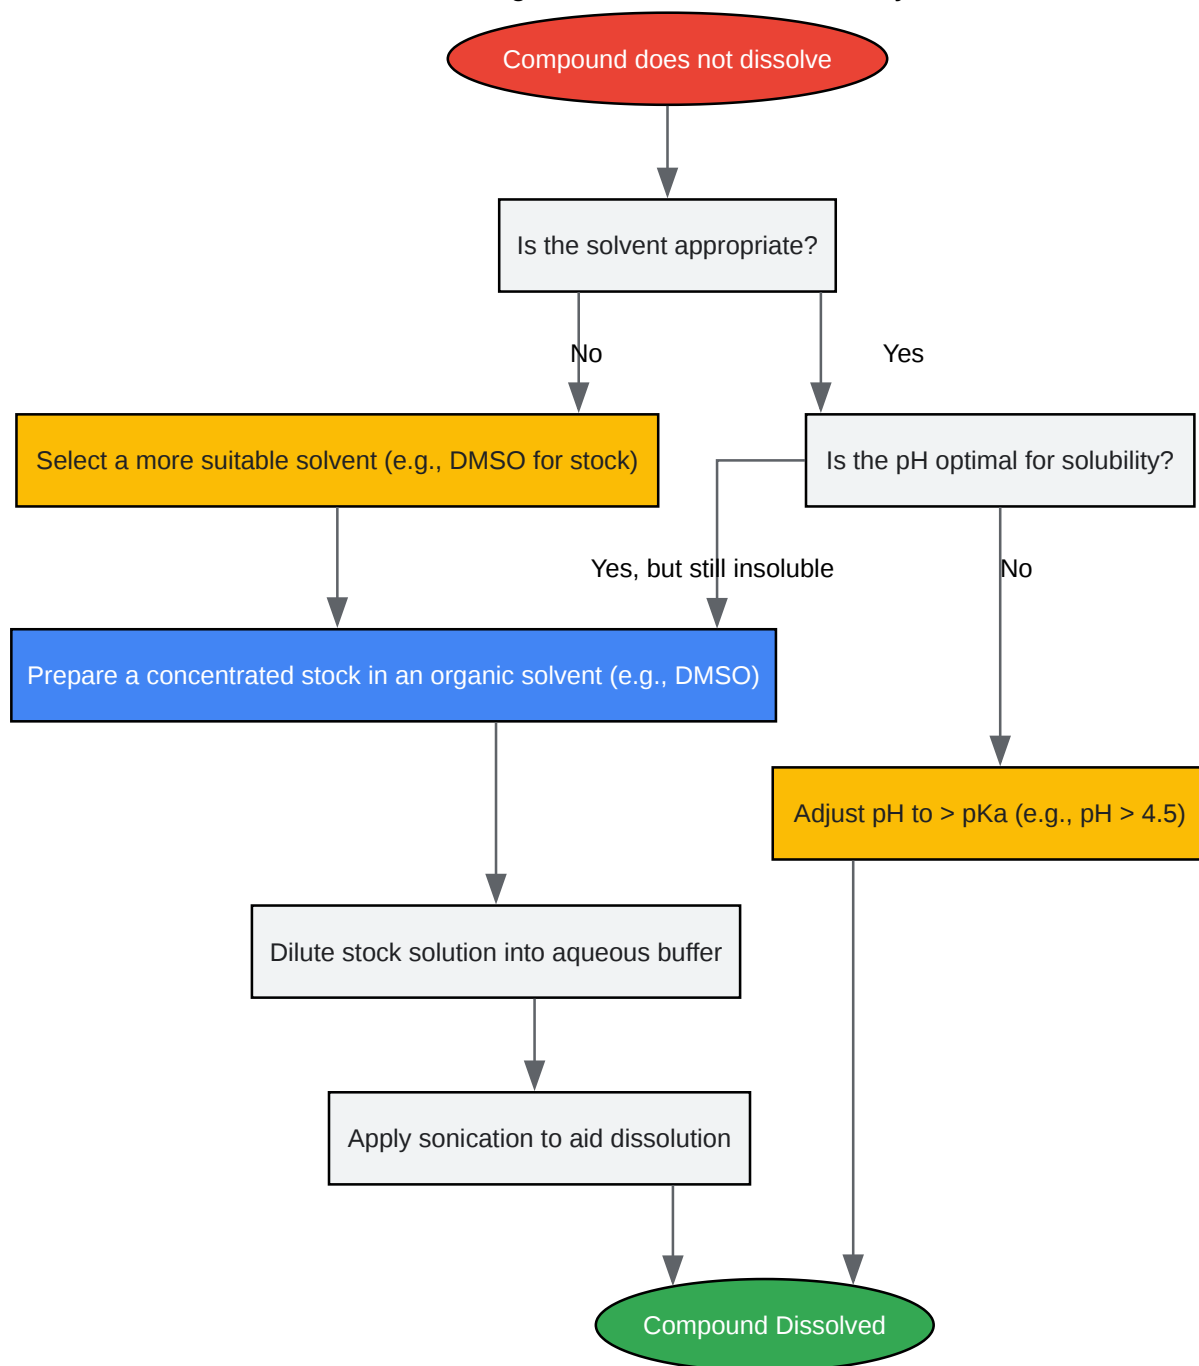 Compound does not dissolve
Is the solvent appropriate?
No
Yes
Select a more suitable solvent (e.g., DMSO for stock)
Is the pH optimal for solubility?
Yes, but still insoluble
No
Prepare a concentrated stock in an organic solvent (e.g., DMSO)
Adjust pH to > pKa (e.g., pH > 4.5)
Dilute stock solution into aqueous buffer
Apply sonication to aid dissolution
Compound Dissolved